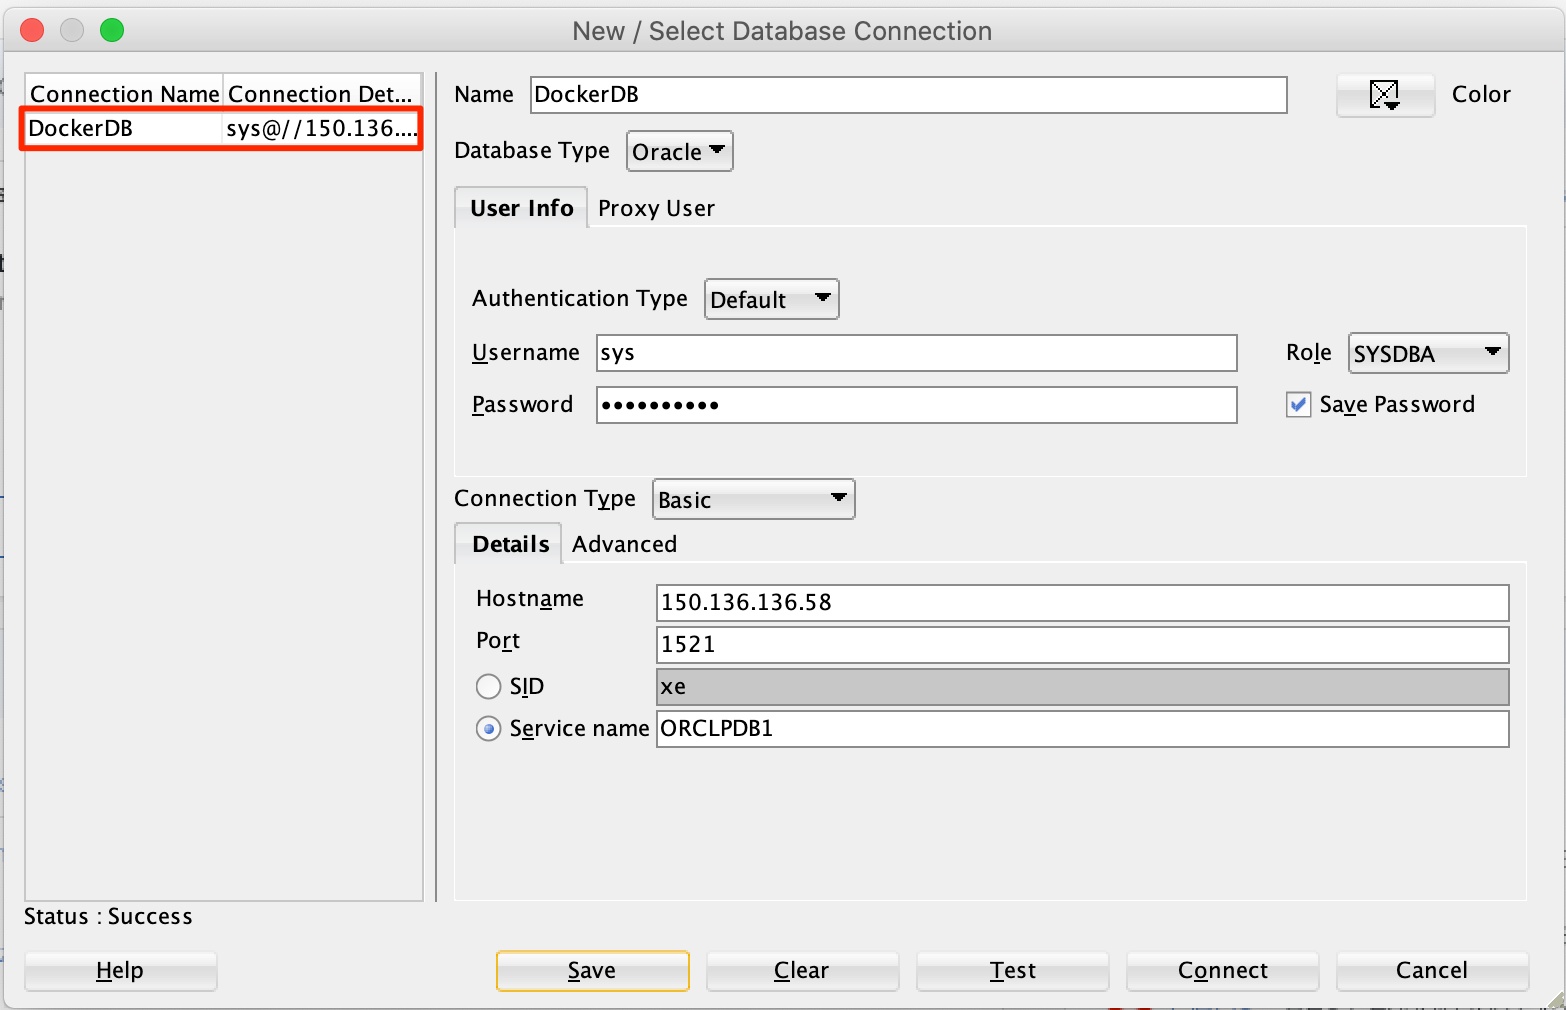 New / Select Database Connection
Connection Name Connection Det...
DockerDB sys@//150.136....
Name DockerDB Color
Database Type Oracle
User Info Proxy User
Authentication Type Default
Username sys Role SYSDBA
Password •••••••••• Save Password
Connection Type Basic
Details Advanced
Hostname 150.136.136.58
Port 1521
SID xe
Service name ORCLPDB1
Status : Success
Help Save Clear Test Connect Cancel